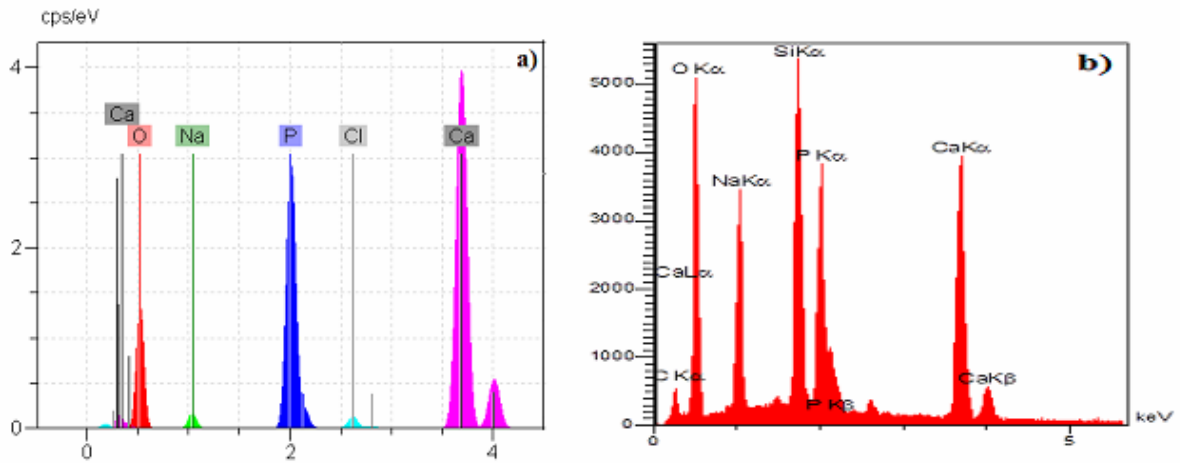 cps/eV
a)
4
2
0
Ca
O
Na
P
Cl
Ca
0
2
4
b)
5000
4000
3000
2000
1000
0
O Kα
SiKα
NaKα
P Kα
CaKα
CaLα
C Kα
P Kβ
CaKβ
0
5
keV